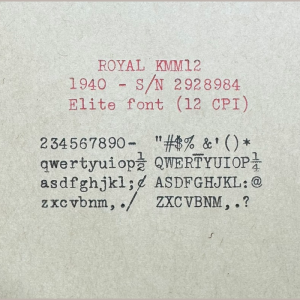 ROYAL KMM12
1940 - S/N 2928984
Elite font (12 CPI)
234567890- "#$%_&'()*
qwertyuiop½ QWERTYUIOP¼
asdfghjkl;¢ ASDFGHJKL:@
zxcvbnm,./ ZXCVBNM,.?